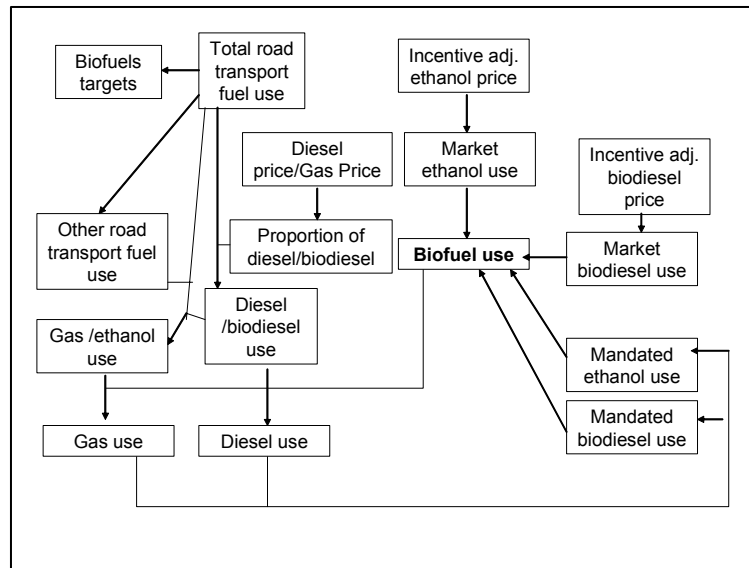 Biofuels
targets
Total road
transport
fuel use
Incentive adj.
ethanol price
Diesel
price/Gas Price
Market
ethanol use
Incentive adj.
biodiesel
price
Other road
transport fuel
use
Proportion of
diesel/biodiesel
Biofuel use
Market
biodiesel use
Gas /ethanol
use
Diesel
/biodiesel
use
Mandated
ethanol use
Mandated
biodiesel use
Gas use
Diesel use